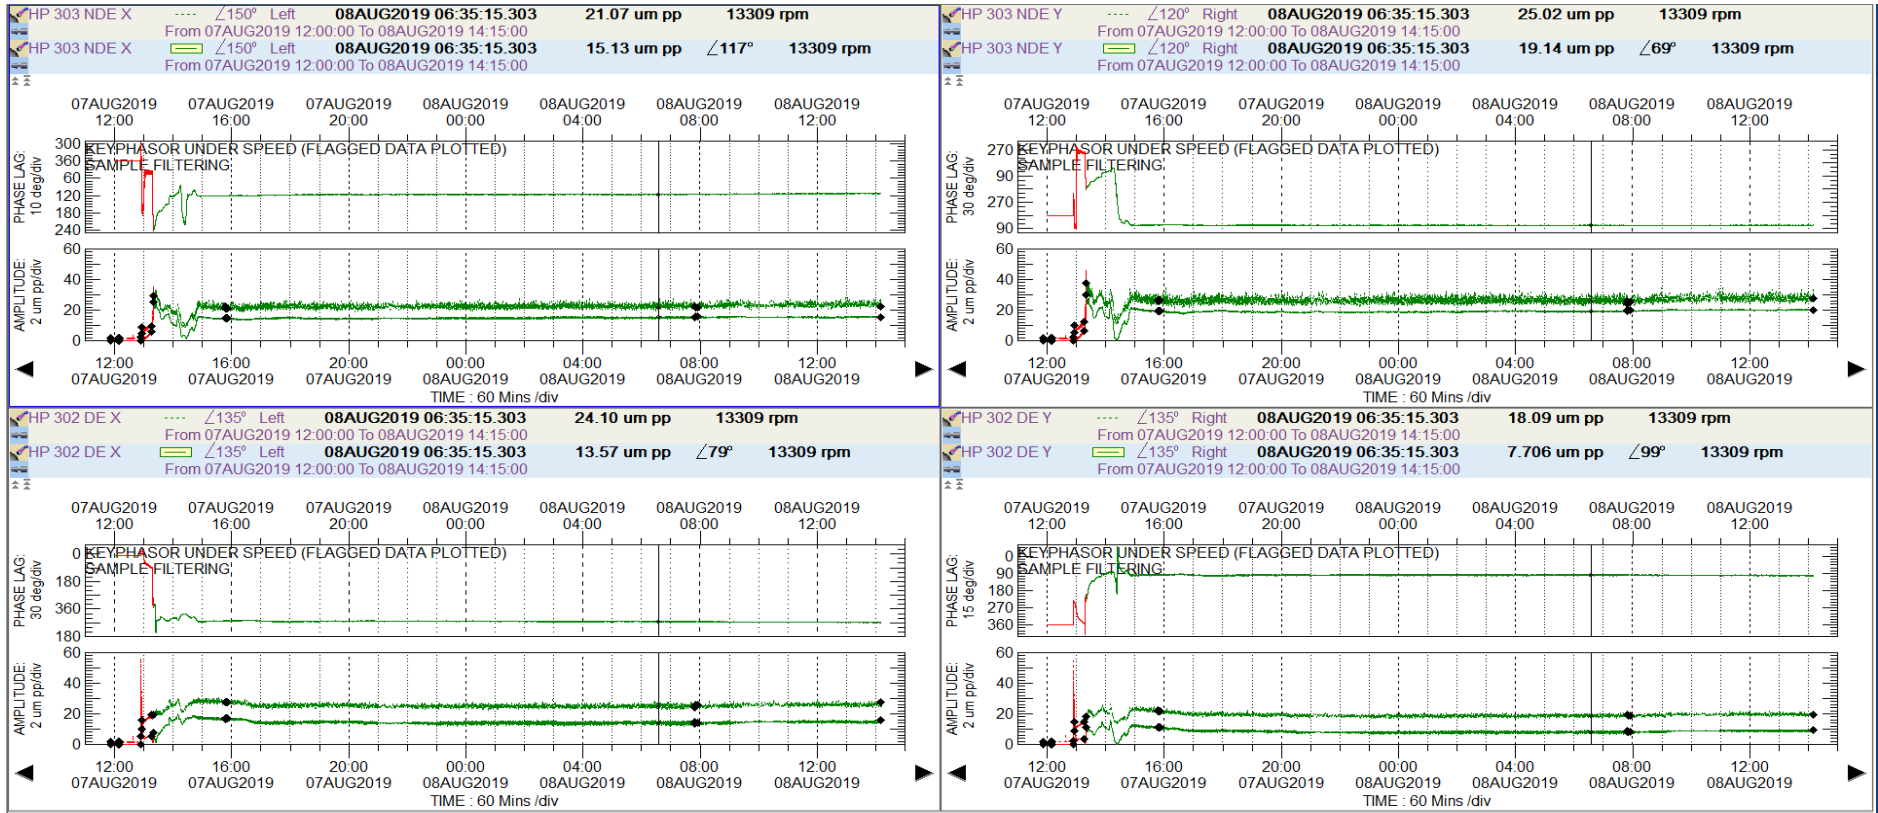 HP 303 NDE X ∠150° Left 08AUG2019 06:35:15.303 21.07 um pp 13309 rpm
From 07AUG2019 12:00:00 To 08AUG2019 14:15:00
HP 303 NDE X ∠150° Left 08AUG2019 06:35:15.303 15.13 um pp ∠117° 13309 rpm
From 07AUG2019 12:00:00 To 08AUG2019 14:15:00
07AUG2019 07AUG2019 07AUG2019 08AUG2019 08AUG2019 08AUG2019 08AUG2019
12:00 16:00 20:00 00:00 04:00 08:00 12:00
KEYPHASOR UNDER SPEED (FLAGGED DATA PLOTTED)
SAMPLE FILTERING
PHASE LAG:
10 deg/div
300
360
60
120
180
240
AMPLITUDE:
2 um pp/div
60
40
20
0
12:00 16:00 20:00 00:00 04:00 08:00 12:00
07AUG2019 07AUG2019 07AUG2019 08AUG2019 08AUG2019 08AUG2019 08AUG2019
TIME : 60 Mins /div
HP 303 NDE Y ∠120° Right 08AUG2019 06:35:15.303 25.02 um pp 13309 rpm
From 07AUG2019 12:00:00 To 08AUG2019 14:15:00
HP 303 NDE Y ∠120° Right 08AUG2019 06:35:15.303 19.14 um pp ∠69° 13309 rpm
From 07AUG2019 12:00:00 To 08AUG2019 14:15:00
07AUG2019 07AUG2019 07AUG2019 08AUG2019 08AUG2019 08AUG2019 08AUG2019
12:00 16:00 20:00 00:00 04:00 08:00 12:00
KEYPHASOR UNDER SPEED (FLAGGED DATA PLOTTED)
SAMPLE FILTERING
PHASE LAG:
30 deg/div
270
90
270
90
AMPLITUDE:
2 um pp/div
60
40
20
0
12:00 16:00 20:00 00:00 04:00 08:00 12:00
07AUG2019 07AUG2019 07AUG2019 08AUG2019 08AUG2019 08AUG2019 08AUG2019
TIME : 60 Mins /div
HP 302 DE X ∠135° Left 08AUG2019 06:35:15.303 24.10 um pp 13309 rpm
From 07AUG2019 12:00:00 To 08AUG2019 14:15:00
HP 302 DE X ∠135° Left 08AUG2019 06:35:15.303 13.57 um pp ∠79° 13309 rpm
From 07AUG2019 12:00:00 To 08AUG2019 14:15:00
07AUG2019 07AUG2019 07AUG2019 08AUG2019 08AUG2019 08AUG2019 08AUG2019
12:00 16:00 20:00 00:00 04:00 08:00 12:00
KEYPHASOR UNDER SPEED (FLAGGED DATA PLOTTED)
SAMPLE FILTERING
PHASE LAG:
30 deg/div
0
180
360
180
AMPLITUDE:
2 um pp/div
60
40
20
0
12:00 16:00 20:00 00:00 04:00 08:00 12:00
07AUG2019 07AUG2019 07AUG2019 08AUG2019 08AUG2019 08AUG2019 08AUG2019
TIME : 60 Mins /div
HP 302 DE Y ∠135° Right 08AUG2019 06:35:15.303 18.09 um pp 13309 rpm
From 07AUG2019 12:00:00 To 08AUG2019 14:15:00
HP 302 DE Y ∠135° Right 08AUG2019 06:35:15.303 7.706 um pp ∠99° 13309 rpm
From 07AUG2019 12:00:00 To 08AUG2019 14:15:00
07AUG2019 07AUG2019 07AUG2019 08AUG2019 08AUG2019 08AUG2019 08AUG2019
12:00 16:00 20:00 00:00 04:00 08:00 12:00
KEYPHASOR UNDER SPEED (FLAGGED DATA PLOTTED)
SAMPLE FILTERING
PHASE LAG:
15 deg/div
0
90
180
270
360
AMPLITUDE:
2 um pp/div
60
40
20
0
12:00 16:00 20:00 00:00 04:00 08:00 12:00
07AUG2019 07AUG2019 07AUG2019 08AUG2019 08AUG2019 08AUG2019 08AUG2019
TIME : 60 Mins /div